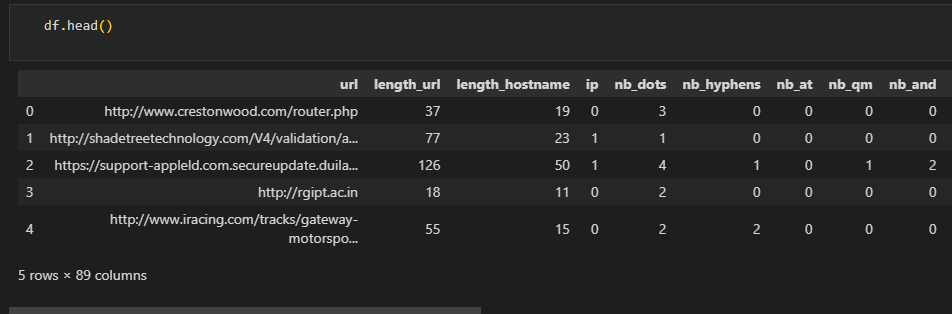 df.head()
url length_url length_hostname ip nb_dots nb_hyphens nb_at nb_qm nb_and
0 http://www.crestonwood.com/router.php 37 19 0 3 0 0 0 0
1 http://shadetreetechnology.com/V4/validation/a... 77 23 1 1 0 0 0 0
2 https://support-appleld.com.secureupdate.duila... 126 50 1 4 1 0 1 2
3 http://rgipt.ac.in 18 11 0 2 0 0 0 0
4 http://www.iracing.com/tracks/gateway-
motorspo... 55 15 0 2 2 0 0 0
5 rows × 89 columns